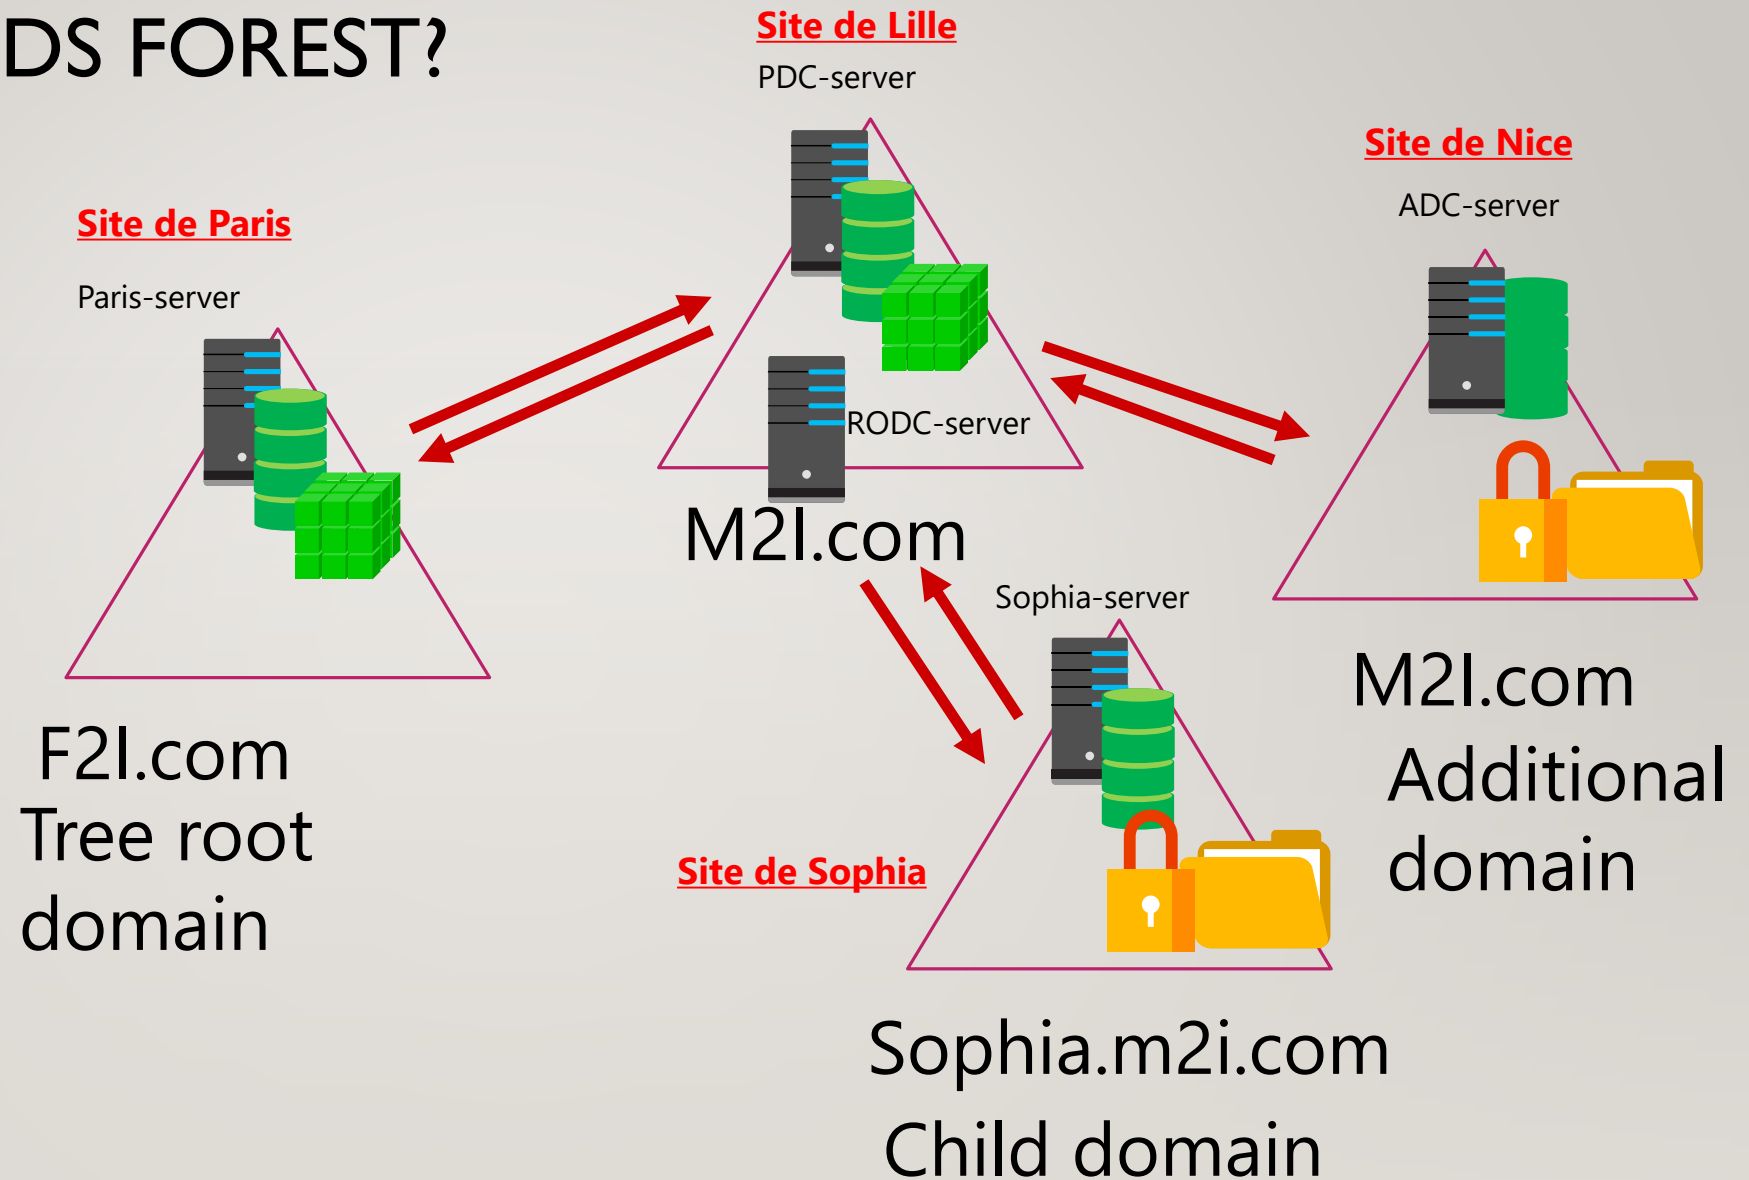 DS FOREST?
Site de Lille
PDC-server
Site de Nice
ADC-server
Site de Paris
Paris-server
RODC-server
M2I.com
Sophia-server
M2I.com
Additional
domain
F2I.com
Tree root
domain
Site de Sophia
Sophia.m2i.com
Child domain